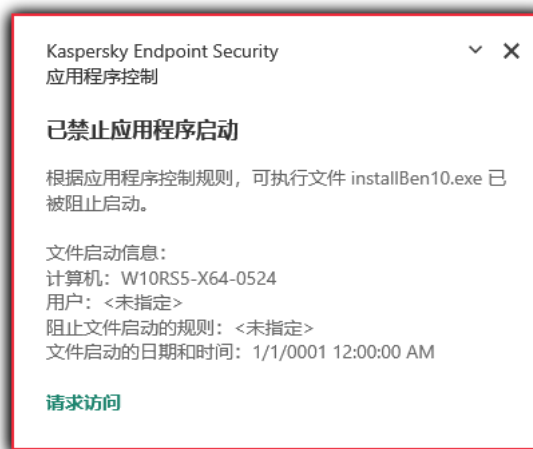 Kaspersky Endpoint Security
应用程序控制
已禁止应用程序启动
根据应用程序控制规则，可执行文件 installBen10.exe 已
被阻止启动。
文件启动信息：
计算机：W10RS5-X64-0524
用户：<未指定>
阻止文件启动的规则：<未指定>
文件启动的日期和时间：1/1/0001 12:00:00 AM
请求访问